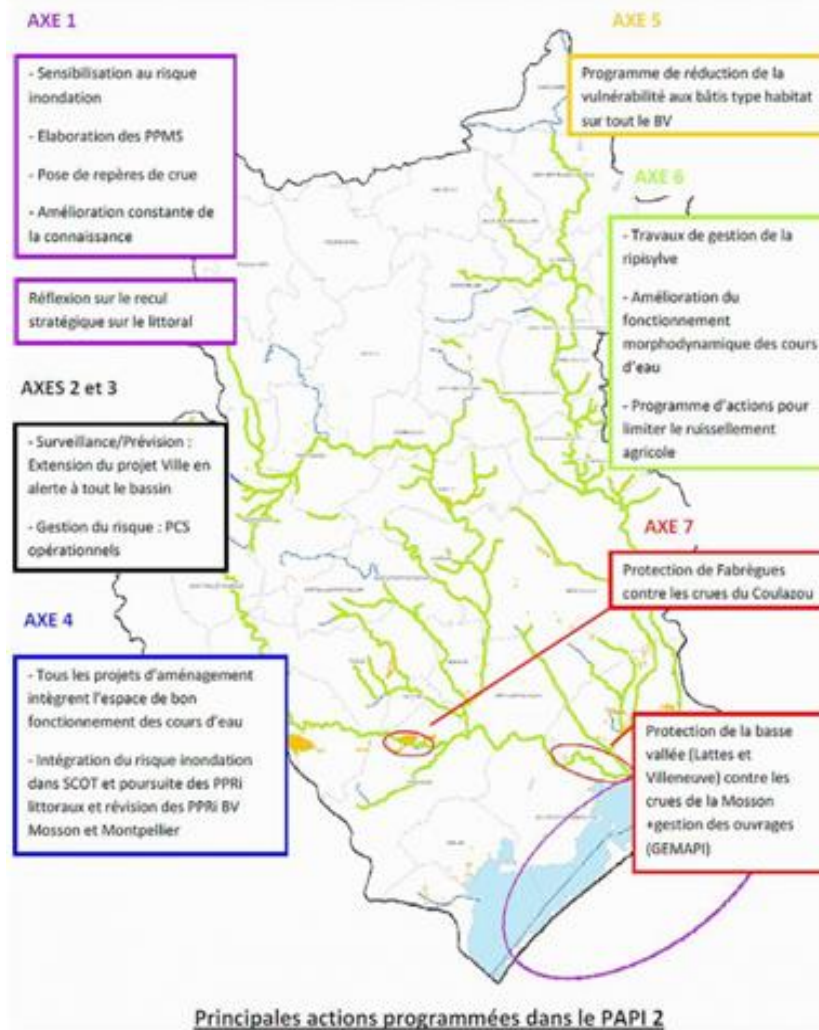 AXE 1
- Sensibilisation au risque
inondation
- Elaboration des PPMS
- Pose de repères de crue
- Amélioration constante de
la connaissance
Réflexion sur le recul
stratégique sur le littoral
AXES 2 et 3
- Surveillance/Prévision :
Extension du projet Ville en
alerte à tout le bassin
- Gestion du risque : PCS
opérationnels
AXE 4
- Tous les projets d'aménagement
intègrent l'espace de bon
fonctionnement des cours d'eau
- Intégration du risque inondation
dans SCOT et poursuite des PPRi
littoraux et révision des PPRi BV
Mosson et Montpellier
AXE 5
Programme de réduction de la
vulnérabilité aux bâtis type habitat
sur tout le BV
AXE 6
- Travaux de gestion de la
ripisylve
- Amélioration du
fonctionnement
morphodynamique des cours
d'eau
- Programme d'actions pour
limiter le ruissellement
agricole
AXE 7
Protection de Fabrègues
contre les crues du Coulazou
Protection de la basse
vallée (Lattes et
Villeneuve) contre les
crues de la Mosson
+gestion des ouvrages
(GEMAPI)
Principales actions programmées dans le PAPI 2